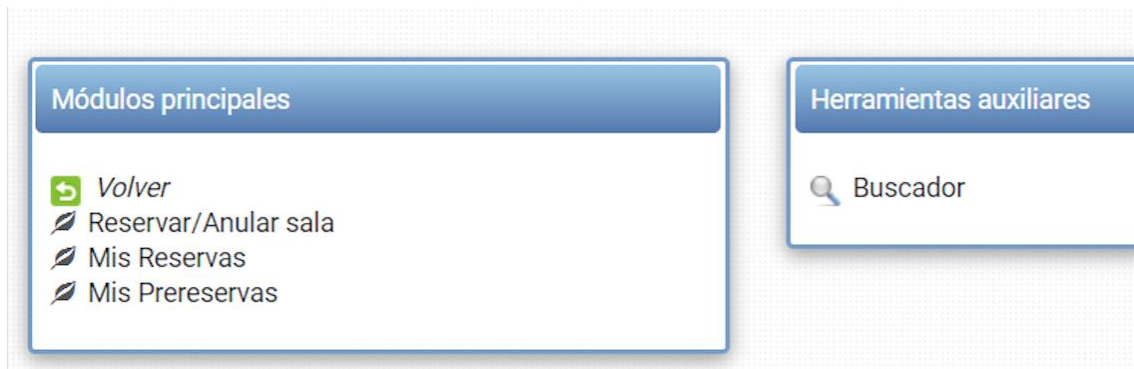 Módulos principales
Volver
Reservar/Anular sala
Mis Reservas
Mis Prereservas
Herramientas auxiliares
Buscador